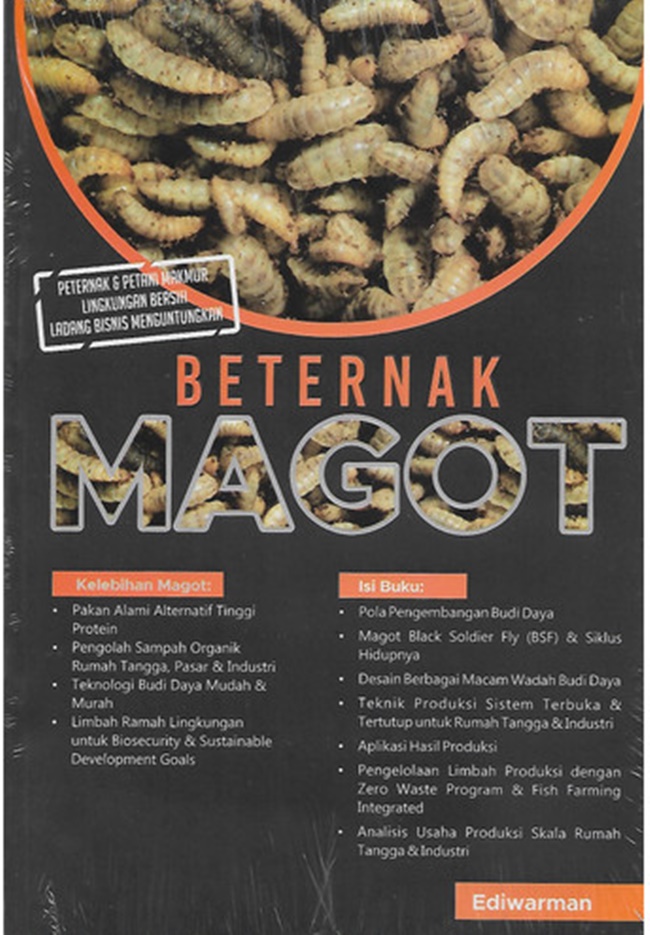 PETERNAK & PETANI MAKMUR
LINGKUNGAN BERSIH
LADANG BISNIS MENGUNTUNGKAN
BETERNAK
MAGOT
Kelebihan Magot:
• Pakan Alami Alternatif Tinggi
Protein
• Pengolah Sampah Organik
Rumah Tangga, Pasar & Industri
• Teknologi Budi Daya Mudah &
Murah
• Limbah Ramah Lingkungan
untuk Biosecurity & Sustainable
Development Goals
Isi Buku:
• Pola Pengembangan Budi Daya
• Magot Black Soldier Fly (BSF) & Siklus
Hidupnya
• Desain Berbagai Macam Wadah Budi Daya
• Teknik Produksi Sistem Terbuka &
Tertutup untuk Rumah Tangga & Industri
• Aplikasi Hasil Produksi
• Pengelolaan Limbah Produksi dengan
Zero Waste Program & Fish Farming
Integrated
• Analisis Usaha Produksi Skala Rumah
Tangga & Industri
Ediwarman